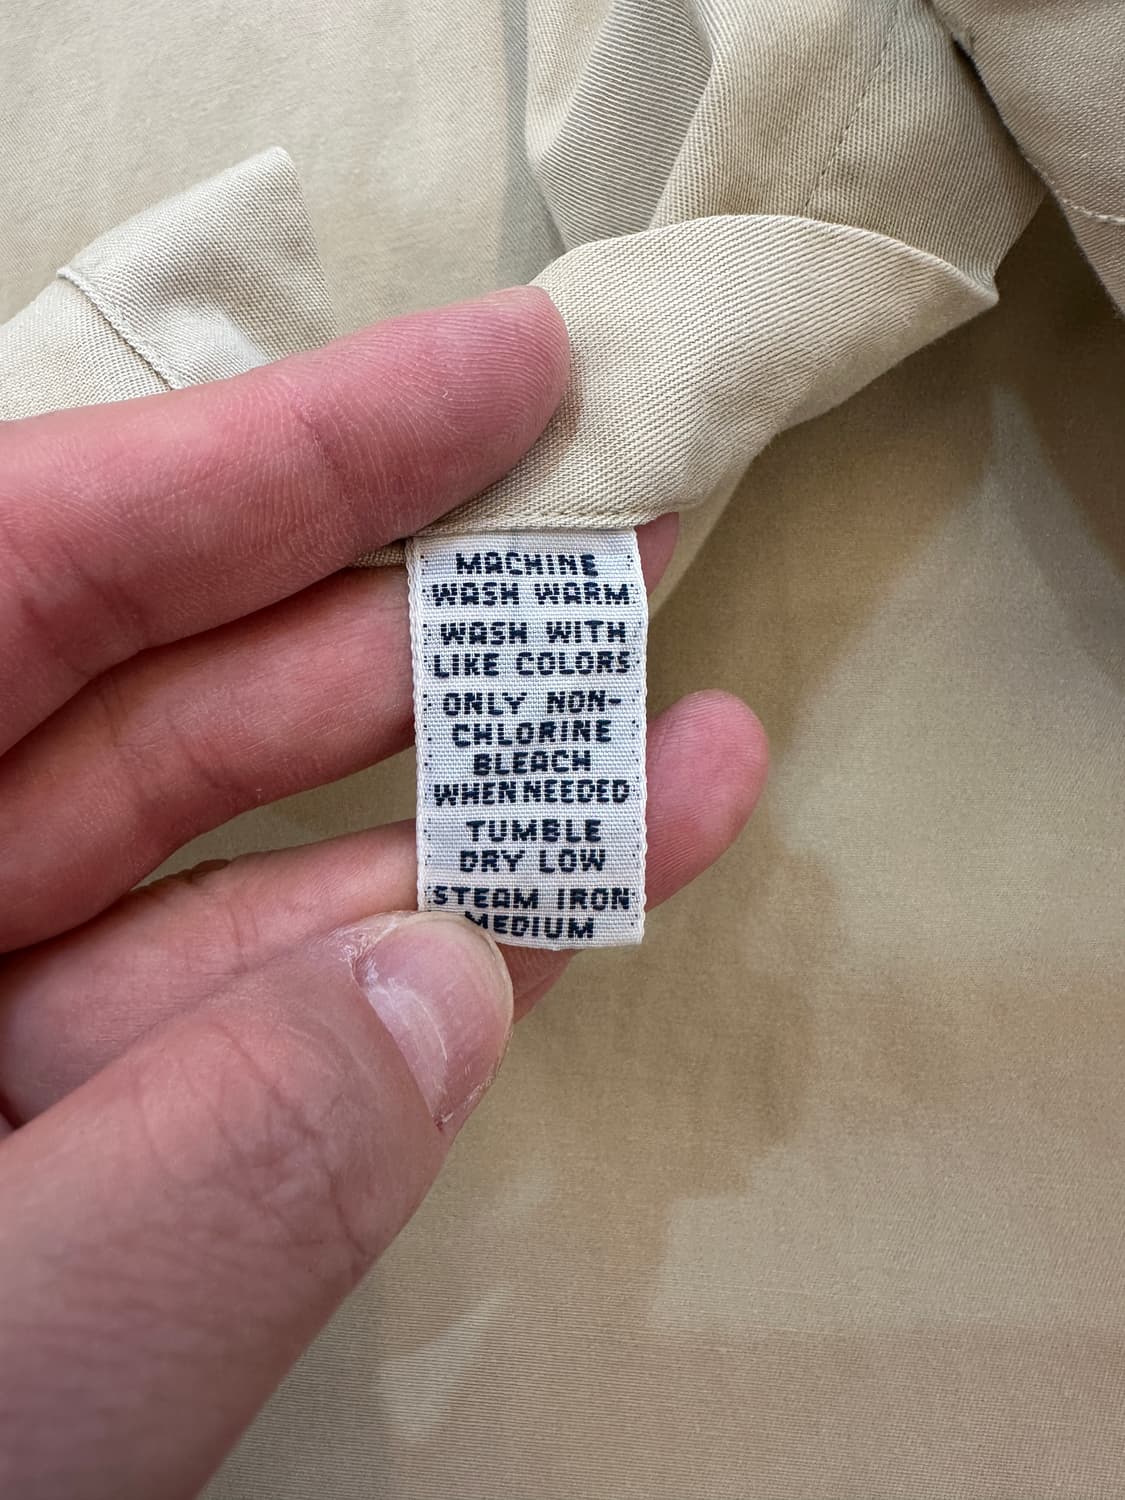 MACHINE
WASH WARM
WASH WITH
LIKE COLORS
ONLY NON-
CHLORINE
BLEACH
WHEN NEEDED
TUMBLE
DRY LOW
STEAM IRON
MEDIUM